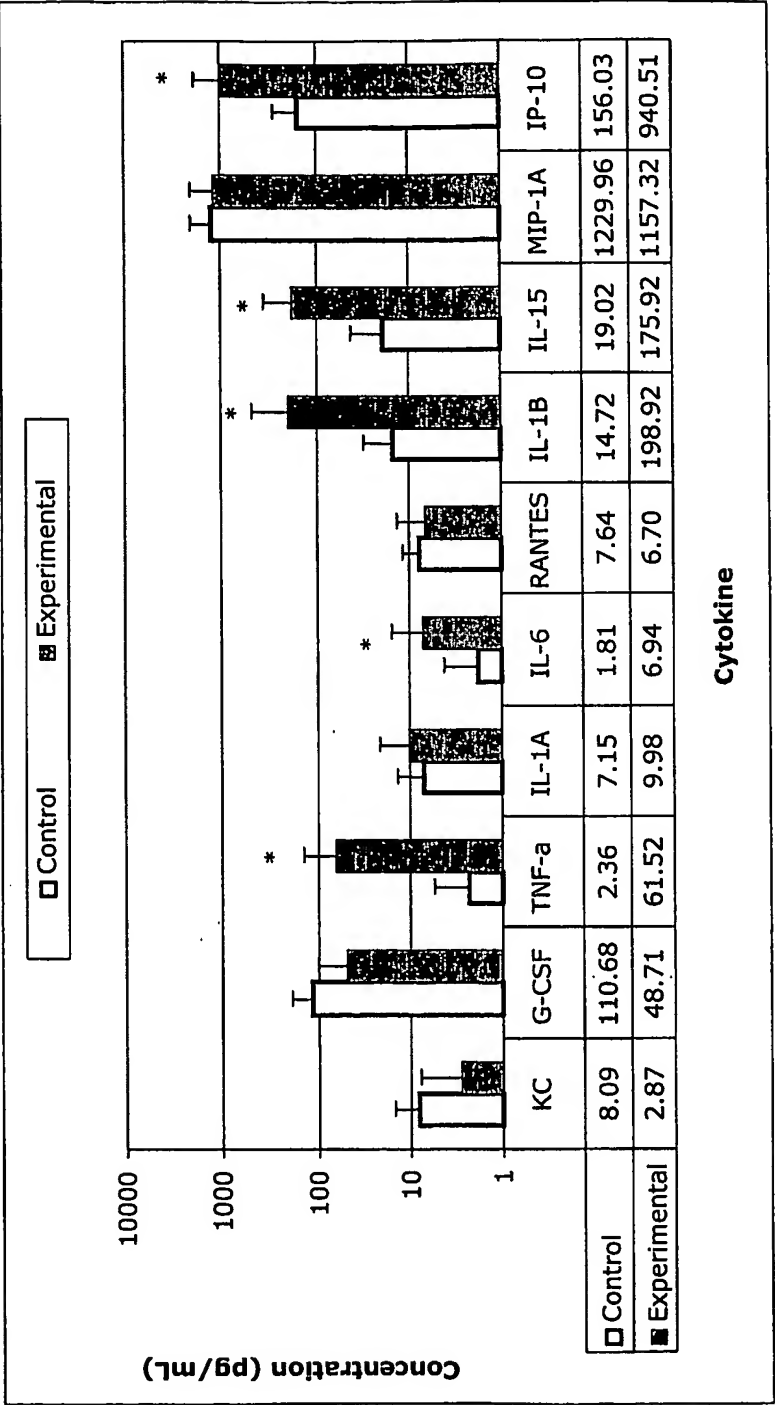 □ Control ▩ Experimental
Concentration (pg/mL)
10000
1000
100
10
1
KC G-CSF TNF-a IL-1A IL-6 RANTES IL-1B IL-15 MIP-1A IP-10
□ Control 8.09 110.68 2.36 7.15 1.81 7.64 14.72 19.02 1229.96 156.03
▩ Experimental 2.87 48.71 61.52 9.98 6.94 6.70 198.92 175.92 1157.32 940.51
* * * * *
Cytokine